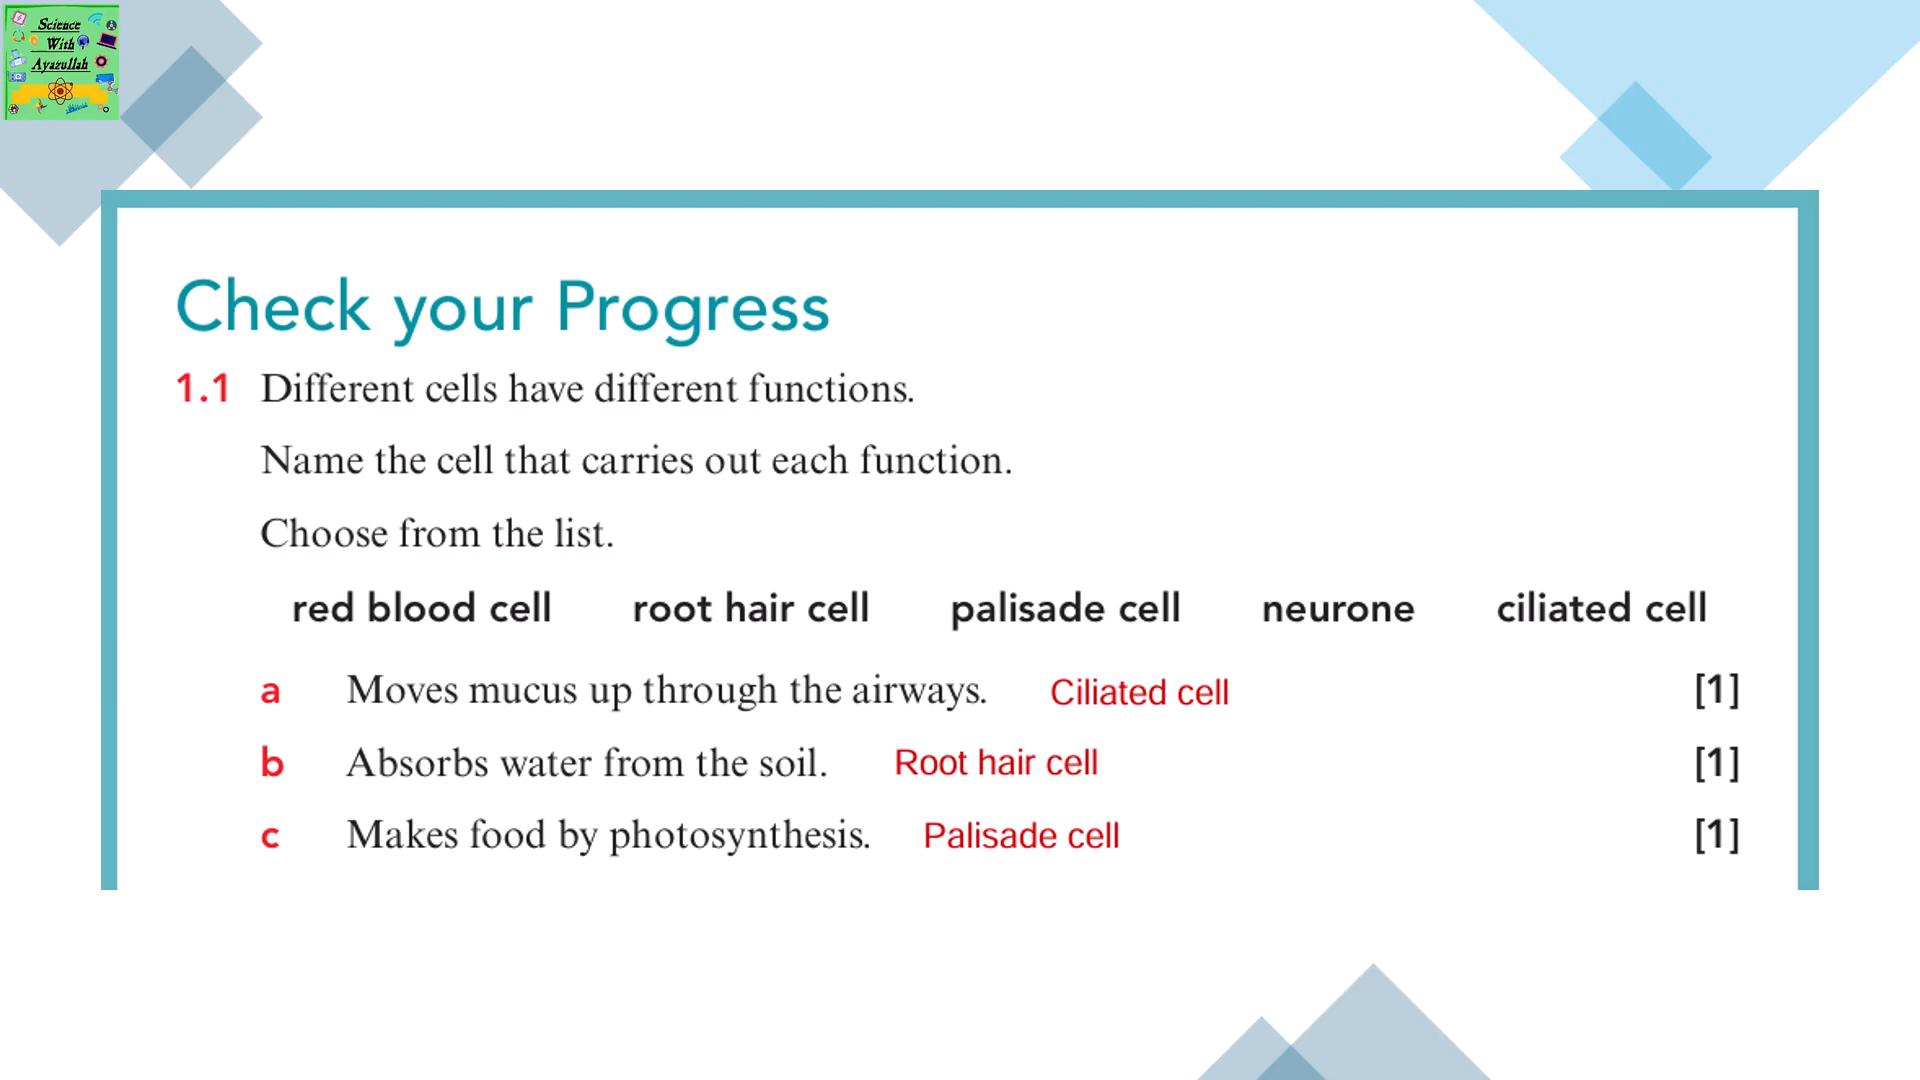 Science
With
Ayazullah
Check your Progress
1.1 Different cells have different functions.
Name the cell that carries out each function.
Choose from the list.
red blood cell root hair cell palisade cell neurone ciliated cell
a Moves mucus up through the airways. Ciliated cell [1]
b Absorbs water from the soil. Root hair cell [1]
c Makes food by photosynthesis. Palisade cell [1]